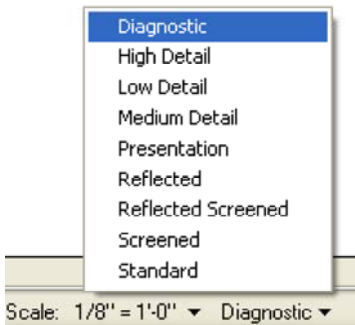 Diagnostic
High Detail
Low Detail
Medium Detail
Presentation
Reflected
Reflected Screened
Screened
Standard
Scale: 1/8" = 1'-0" Diagnostic